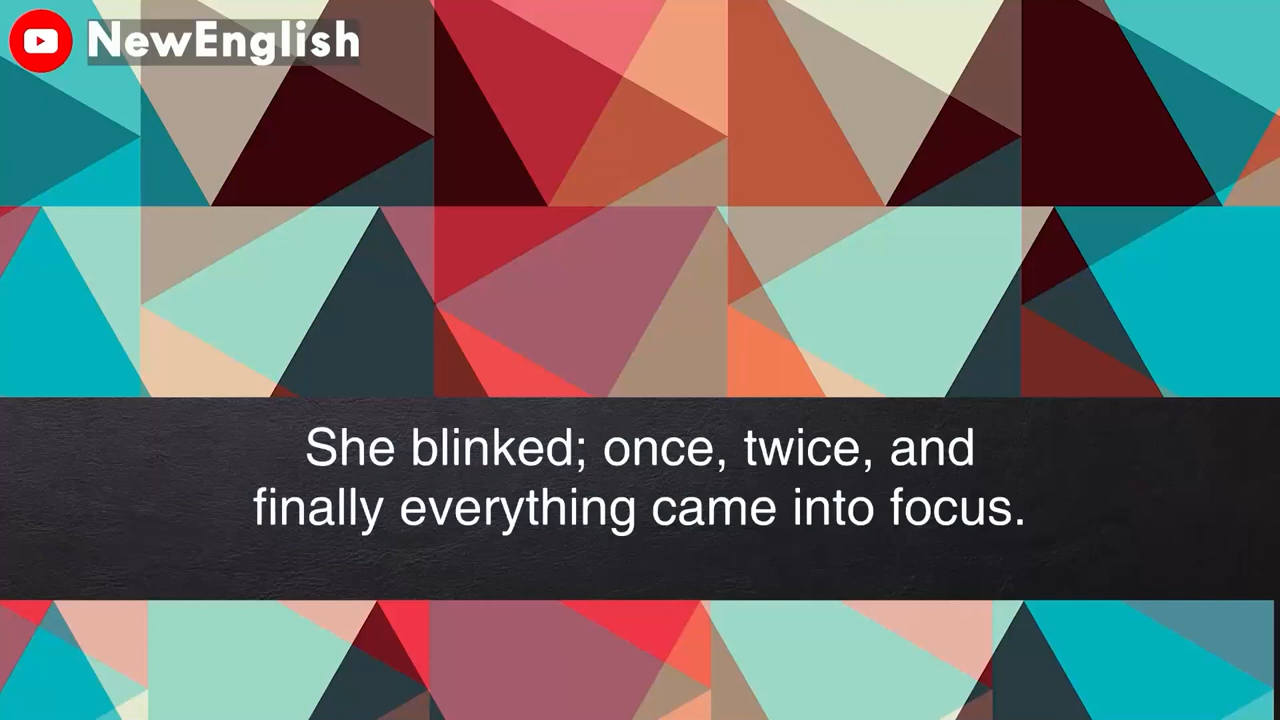 NewEnglish
She blinked; once, twice, and
finally everything came into focus.